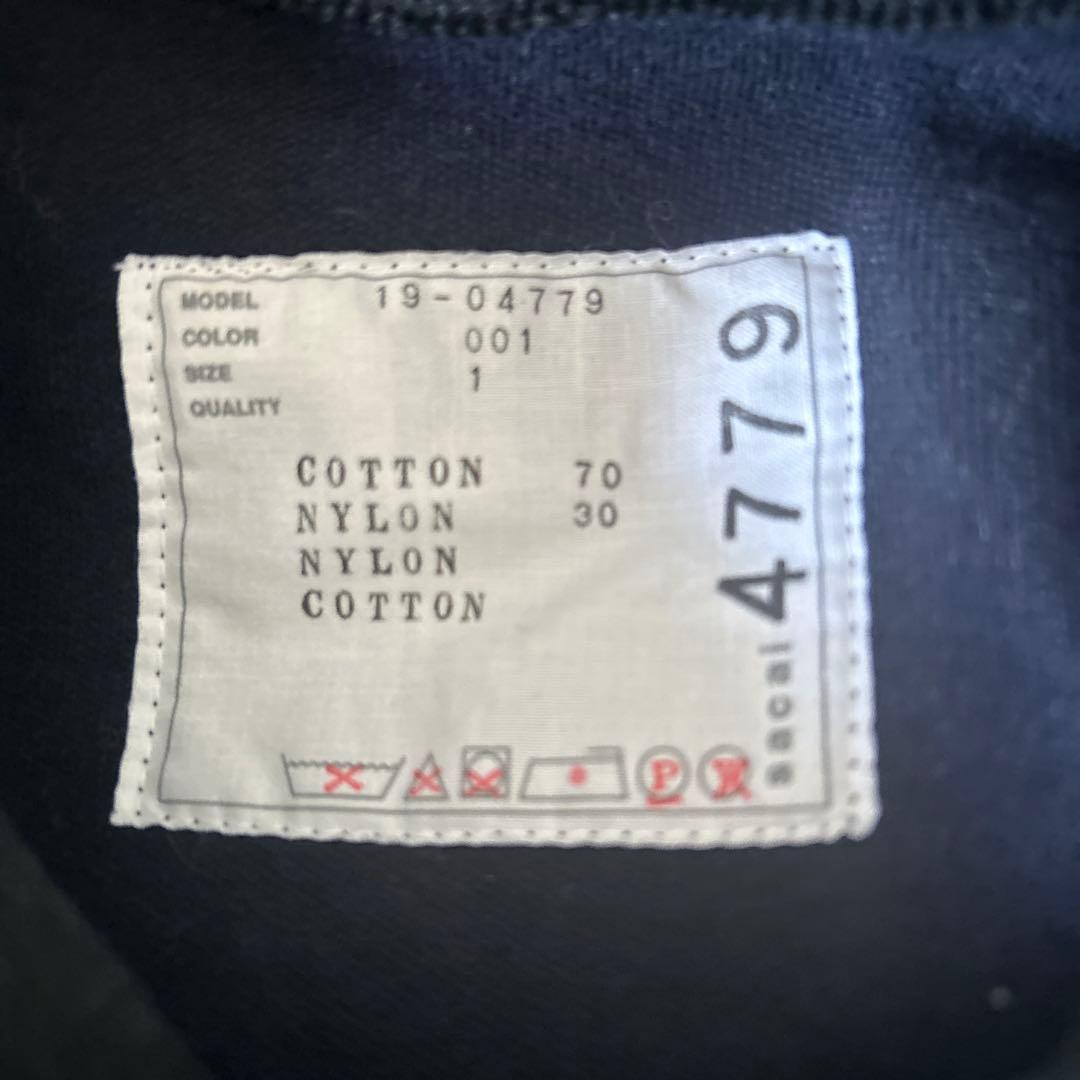 MODEL 19-04779
COLOR 001
SIZE 1
QUALITY
COTTON 70
NYLON 30
NYLON
COTTON
sacai 4779
P
W